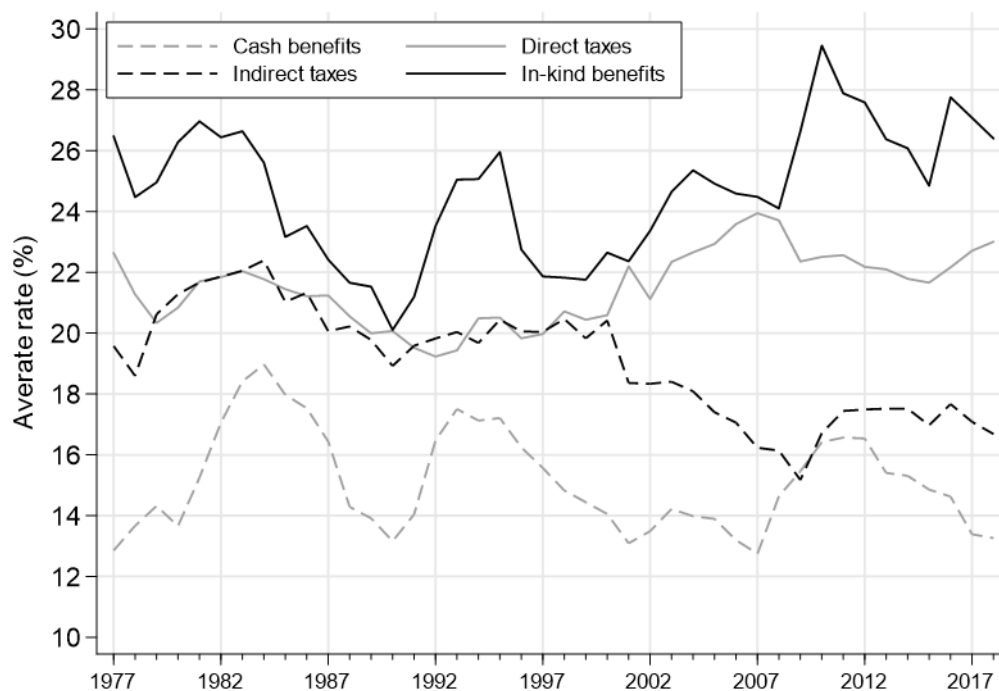 30
28
26
24
22
20
18
16
14
12
10
Averate rate (%)
Cash benefits Direct taxes
Indirect taxes In-kind benefits
1977 1982 1987 1992 1997 2002 2007 2012 2017